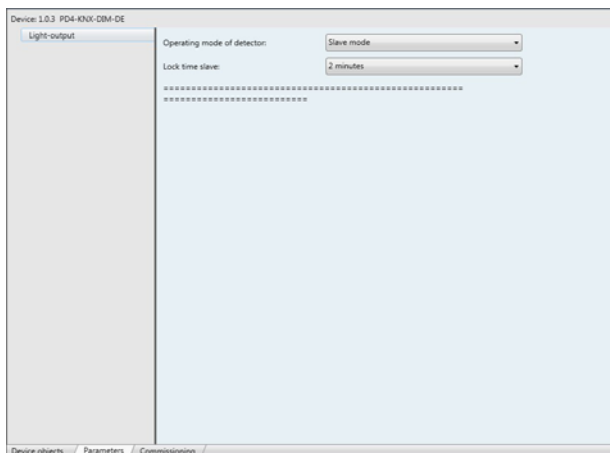 Device: 1.0.3 PD4-KNX-DIM-DE
Light-output
Operating mode of detector: Slave mode
Lock time slave: 2 minutes
======================================================
==========================
Device objects Parameters Commissioning